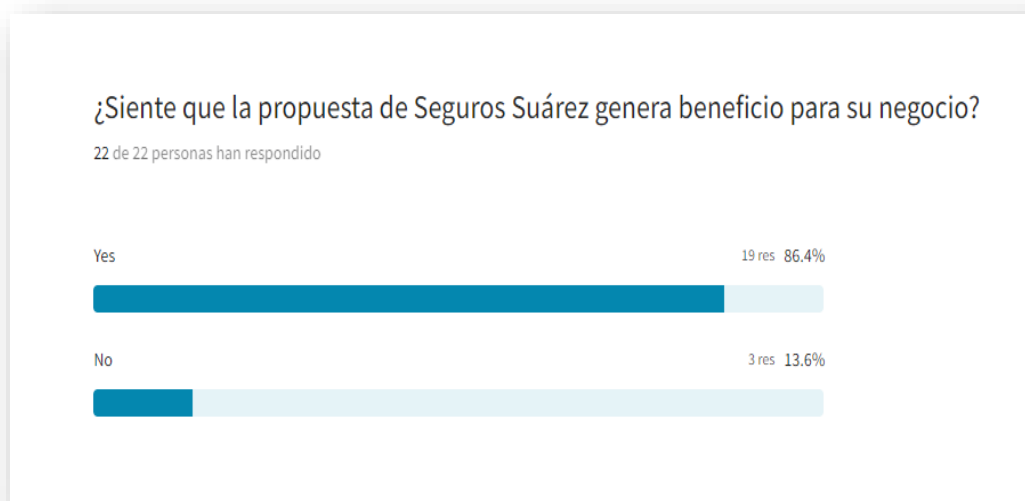 ¿Siente que la propuesta de Seguros Suárez genera beneficio para su negocio?
22 de 22 personas han respondido
Yes 19 res 86.4%
No 3 res 13.6%